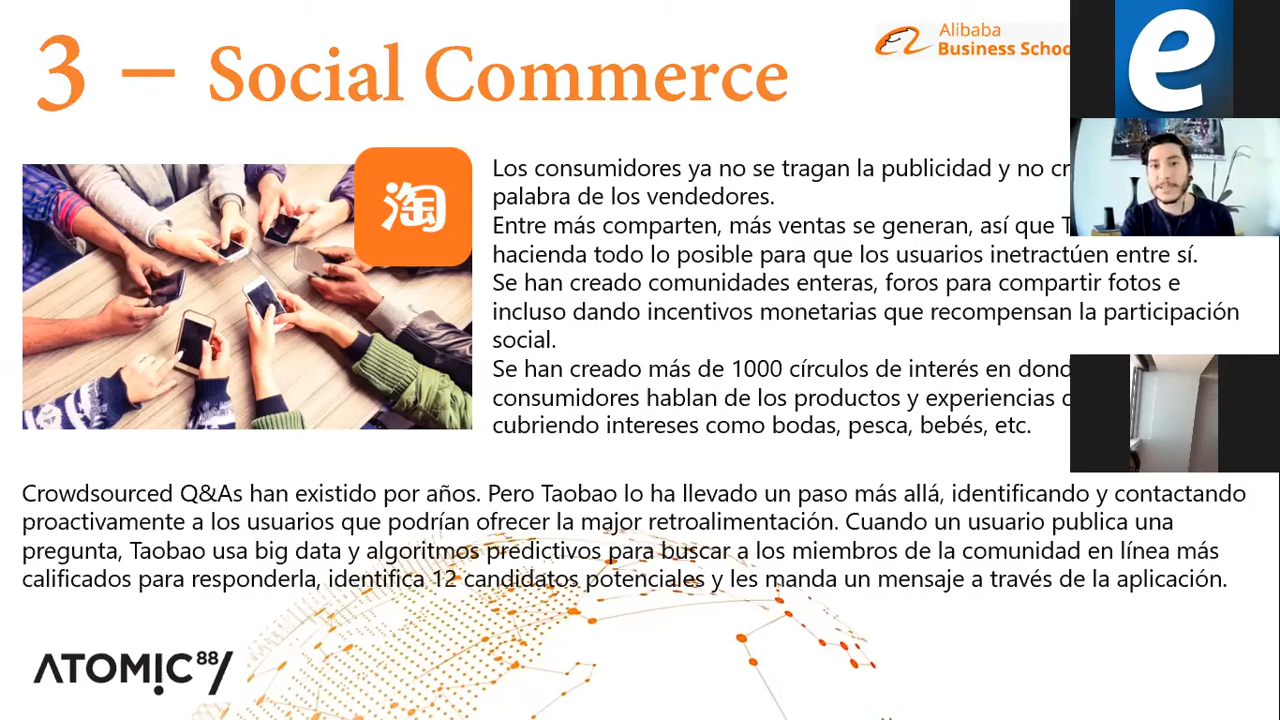 3 – Social Commerce
Alibaba
Business Schoo
淘
Los consumidores ya no se tragan la publicidad y no cr
palabra de los vendedores.
Entre más comparten, más ventas se generan, así que T
hacienda todo lo posible para que los usuarios inetractúen entre sí.
Se han creado comunidades enteras, foros para compartir fotos e
incluso dando incentivos monetarias que recompensan la participación
social.
Se han creado más de 1000 círculos de interés en dond
consumidores hablan de los productos y experiencias
cubriendo intereses como bodas, pesca, bebés, etc.
Crowdsourced Q&As han existido por años. Pero Taobao lo ha llevado un paso más allá, identificando y contactando
proactivamente a los usuarios que podrían ofrecer la major retroalimentación. Cuando un usuario publica una
pregunta, Taobao usa big data y algoritmos predictivos para buscar a los miembros de la comunidad en línea más
calificados para responderla, identifica 12 candidatos potenciales y les manda un mensaje a través de la aplicación.
ATOMIC 88/
e